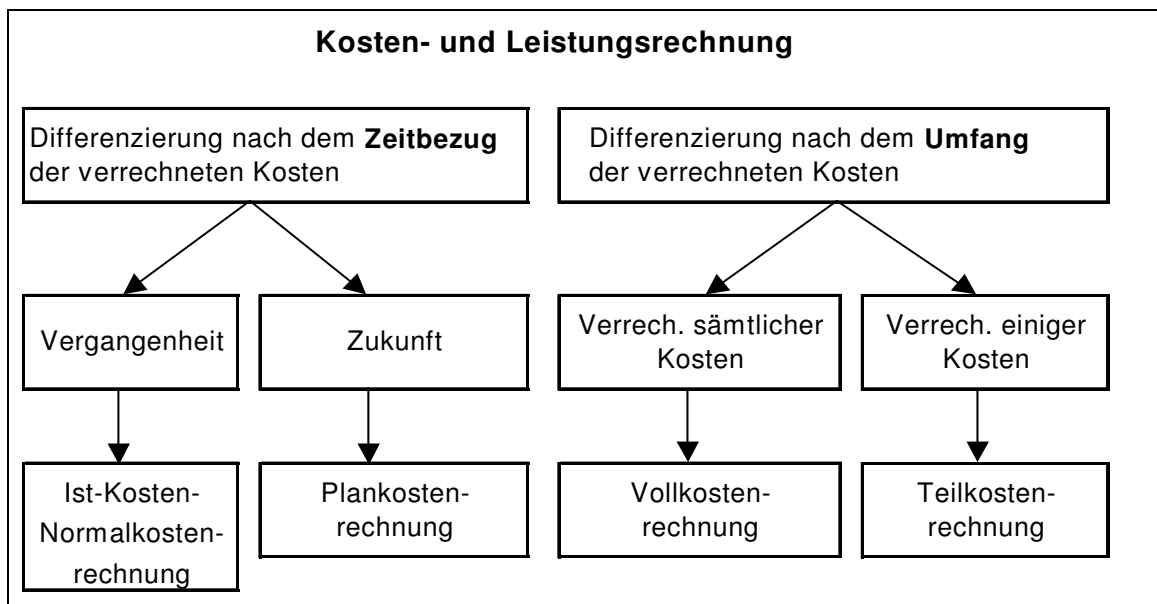 Kosten- und Leistungsrechnung
Differenzierung nach dem Zeitbezug
der verrechneten Kosten
Differenzierung nach dem Umfang
der verrechneten Kosten
Vergangenheit
Zukunft
Verrech. sämtlicher
Kosten
Verrech. einiger
Kosten
Ist-Kosten-
Normalkosten-
rechnung
Plankosten-
rechnung
Vollkosten-
rechnung
Teilkosten-
rechnung